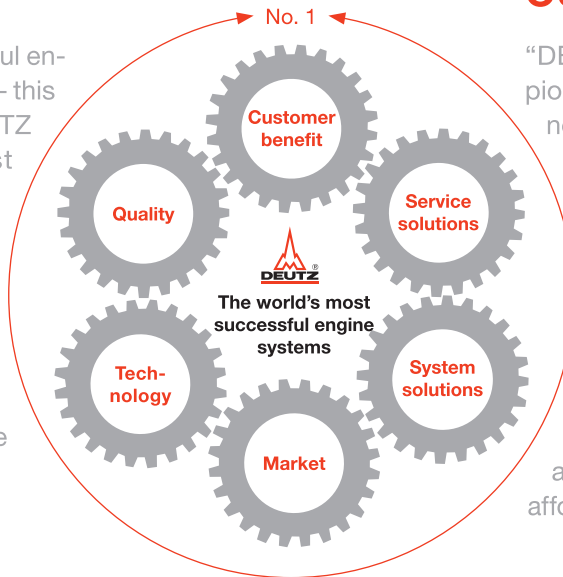 No. 1
ul en-
– this
TZ
st
“DE
pio
ne
Customer
benefit
Quality
Service
solutions
DEUTZ®
The world’s most
successful engine
systems
Tech-
nology
System
solutions
Market
e
a
affo